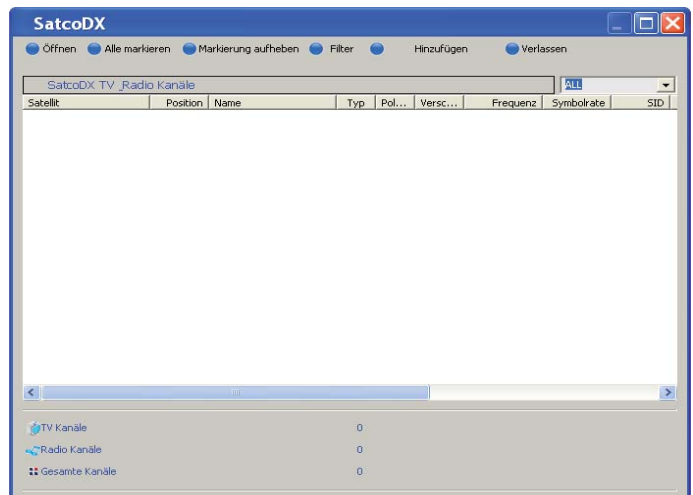 SatcoDX
Öffnen Alle markieren Markierung aufheben Filter Hinzufügen Verlassen
SatcoDX TV _Radio Kanäle ALL
Satellit Position Name Typ Pol... Versc... Frequenz Symbolrate SID
TV Kanäle 0
Radio Kanäle 0
Gesamte Kanäle 0